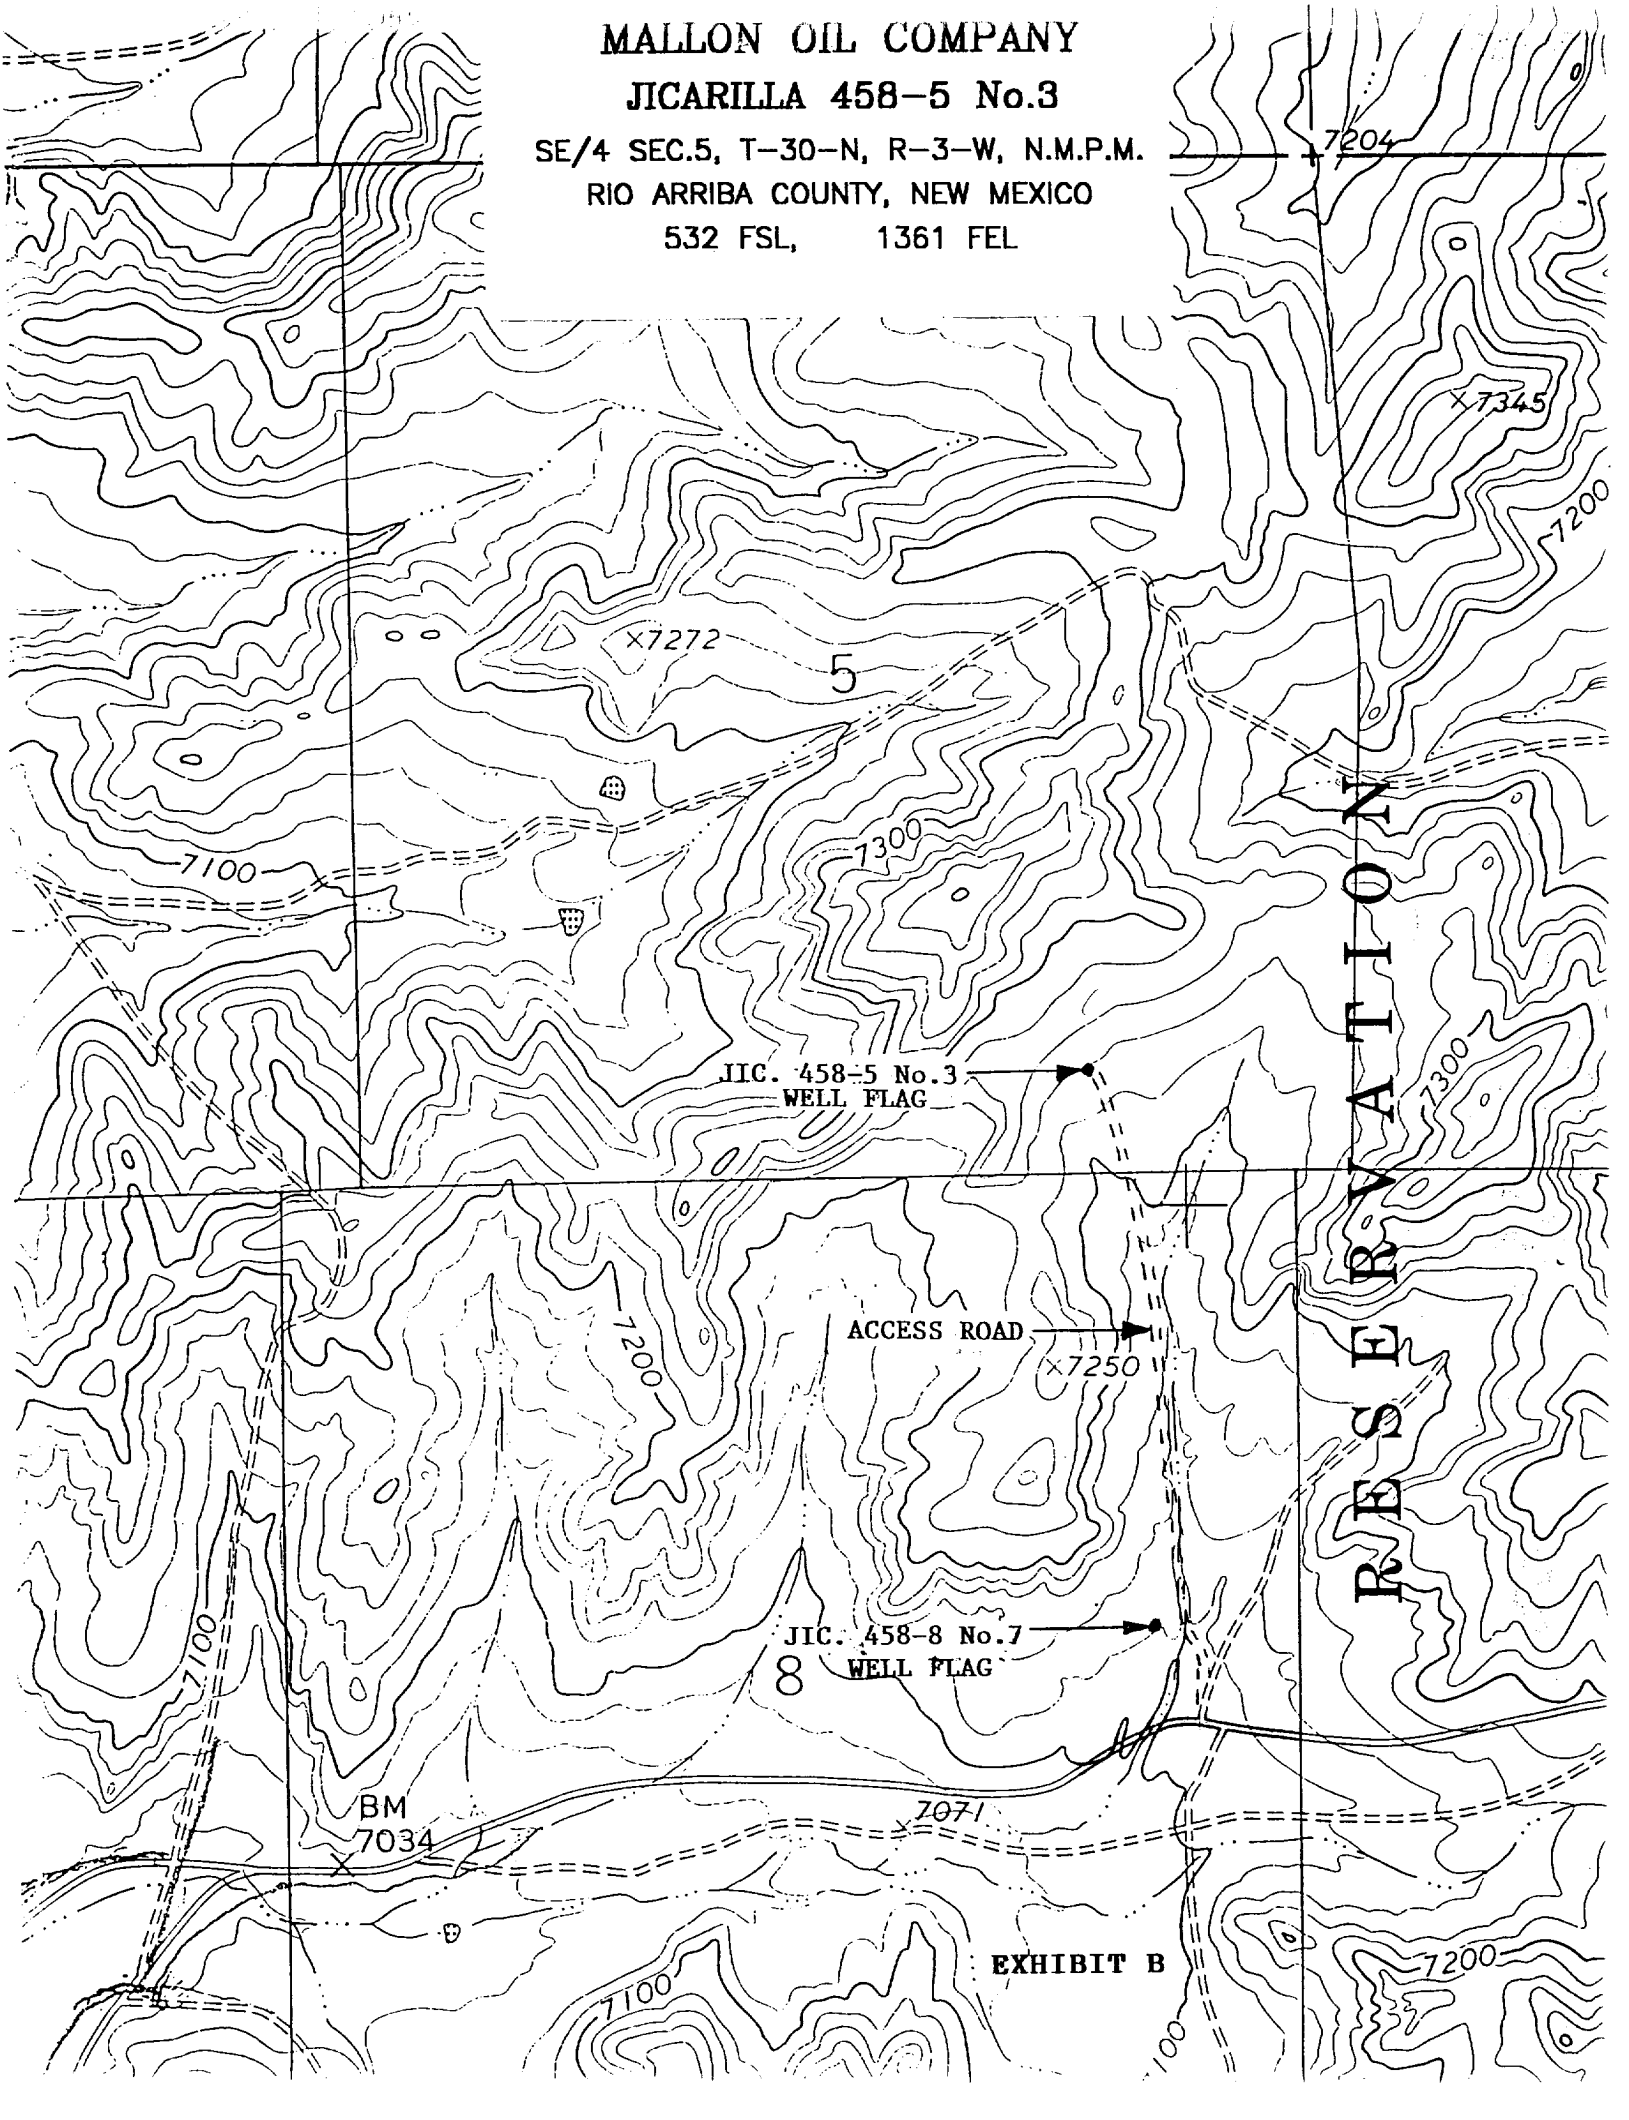 MALLON OIL COMPANY
JICARILLA 458-5 No.3
SE/4 SEC.5, T-30-N, R-3-W, N.M.P.M.
RIO ARRIBA COUNTY, NEW MEXICO
532 FSL, 1361 FEL
7204
×7345
7200
×7272
5
7300
7100
RESERVATION
7300
JIC. 458-5 No.3
WELL FLAG
7200
ACCESS ROAD
×7250
7100
JIC. 458-8 No.7
8 WELL FLAG
BM
7034
7071
EXHIBIT B
7200
7100
100